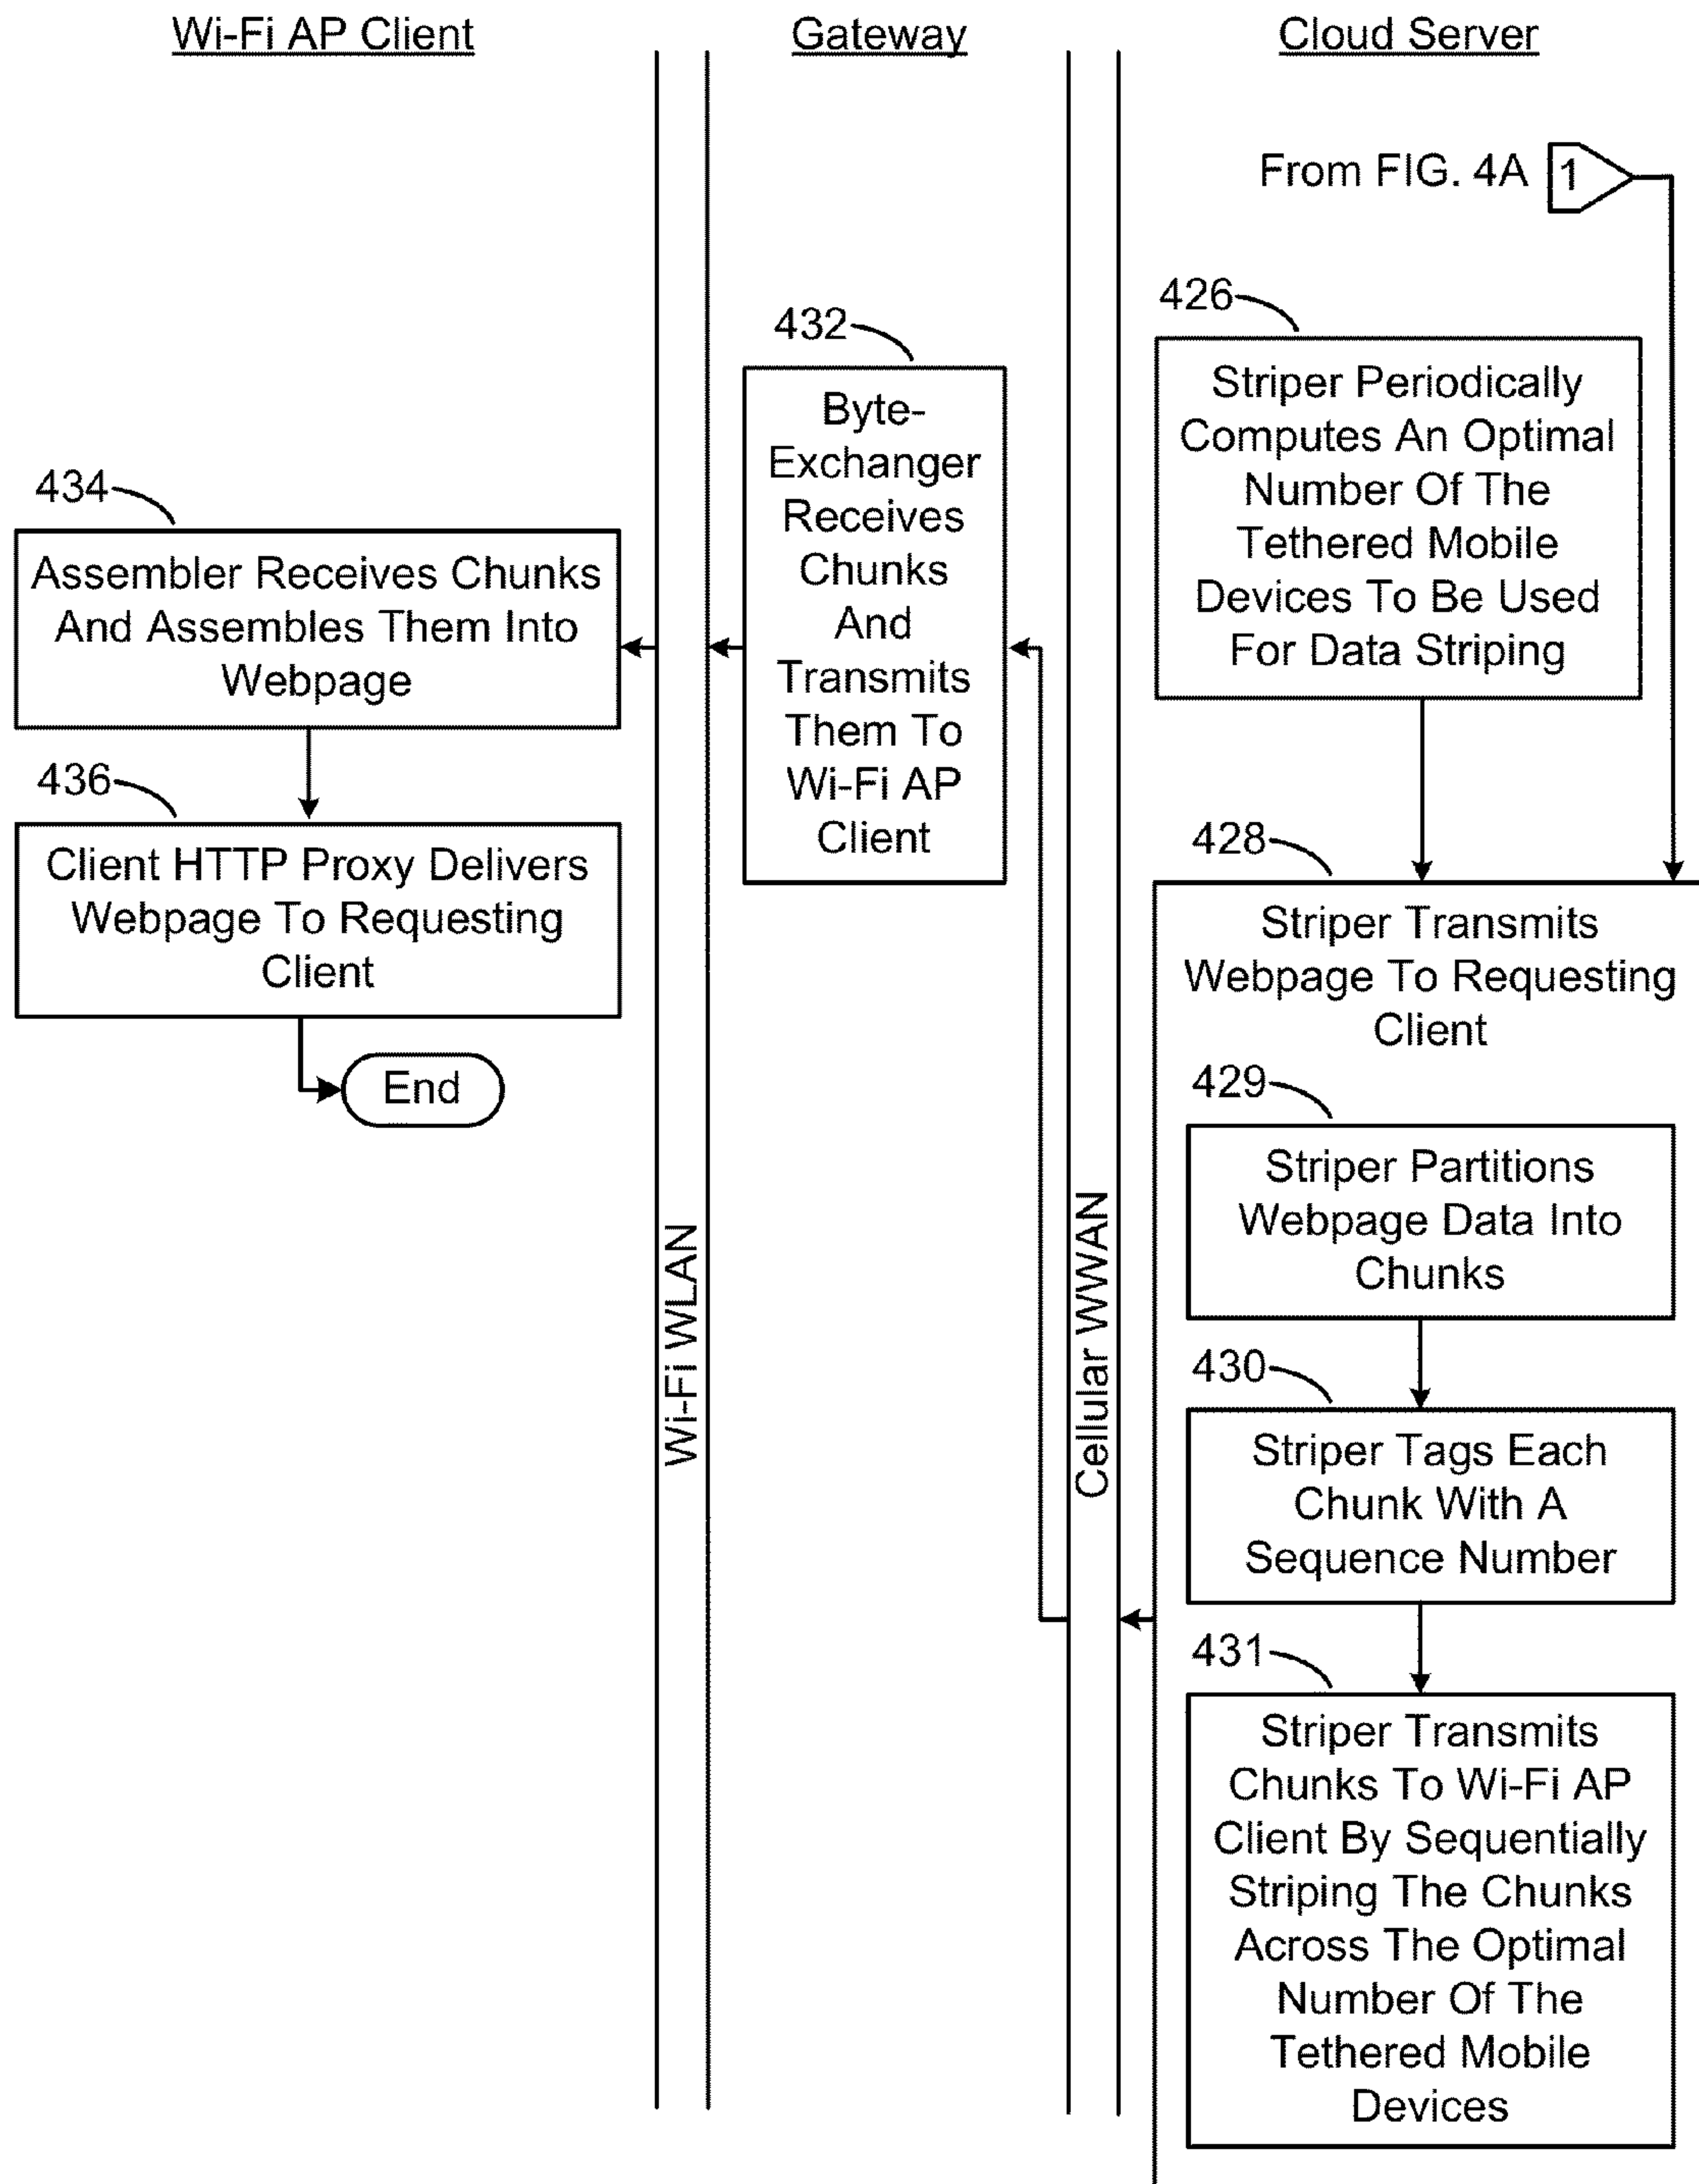 Wi-Fi AP Client
Gateway
Cloud Server
From FIG. 4A
1
426
Striper Periodically
Computes An Optimal
Number Of The
Tethered Mobile
Devices To Be Used
For Data Striping
432
Byte-
Exchanger
Receives
Chunks
And
Transmits
Them To
Wi-Fi AP
Client
434
Assembler Receives Chunks
And Assembles Them Into
Webpage
436
Client HTTP Proxy Delivers
Webpage To Requesting
Client
End
428
Striper Transmits
Webpage To Requesting
Client
429
Striper Partitions
Webpage Data Into
Chunks
430
Striper Tags Each
Chunk With A
Sequence Number
431
Striper Transmits
Chunks To Wi-Fi AP
Client By Sequentially
Striping The Chunks
Across The Optimal
Number Of The
Tethered Mobile
Devices
Wi-Fi WLAN
Cellular WWAN